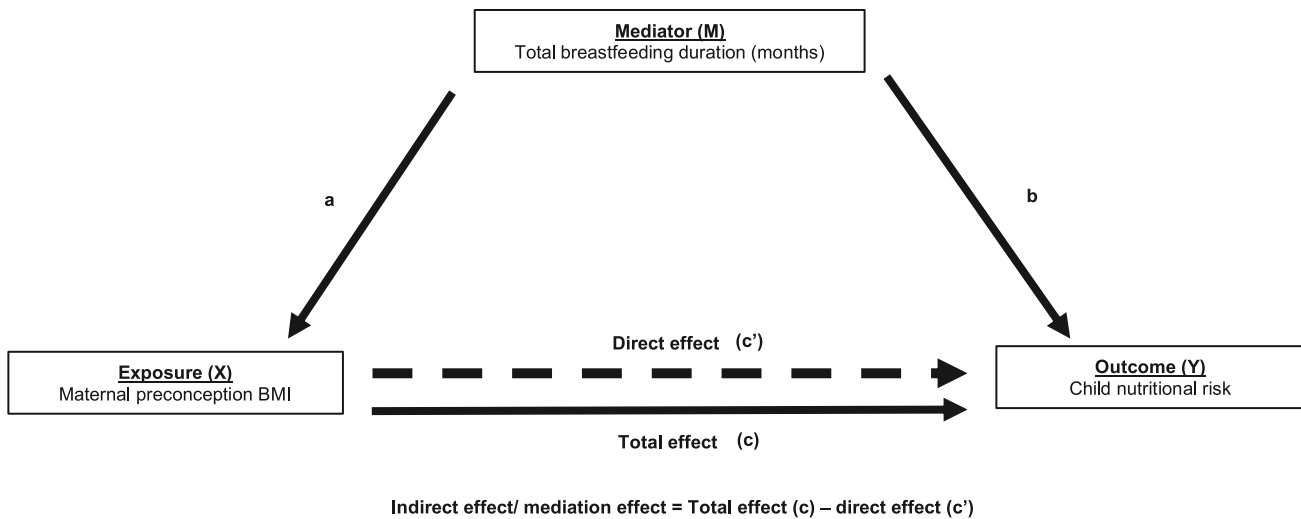 Mediator (M)
Total breastfeeding duration (months)
a
b
Direct effect (c’)
Exposure (X)
Maternal preconception BMI
Outcome (Y)
Child nutritional risk
Total effect (c)
Indirect effect/ mediation effect = Total effect (c) – direct effect (c’)